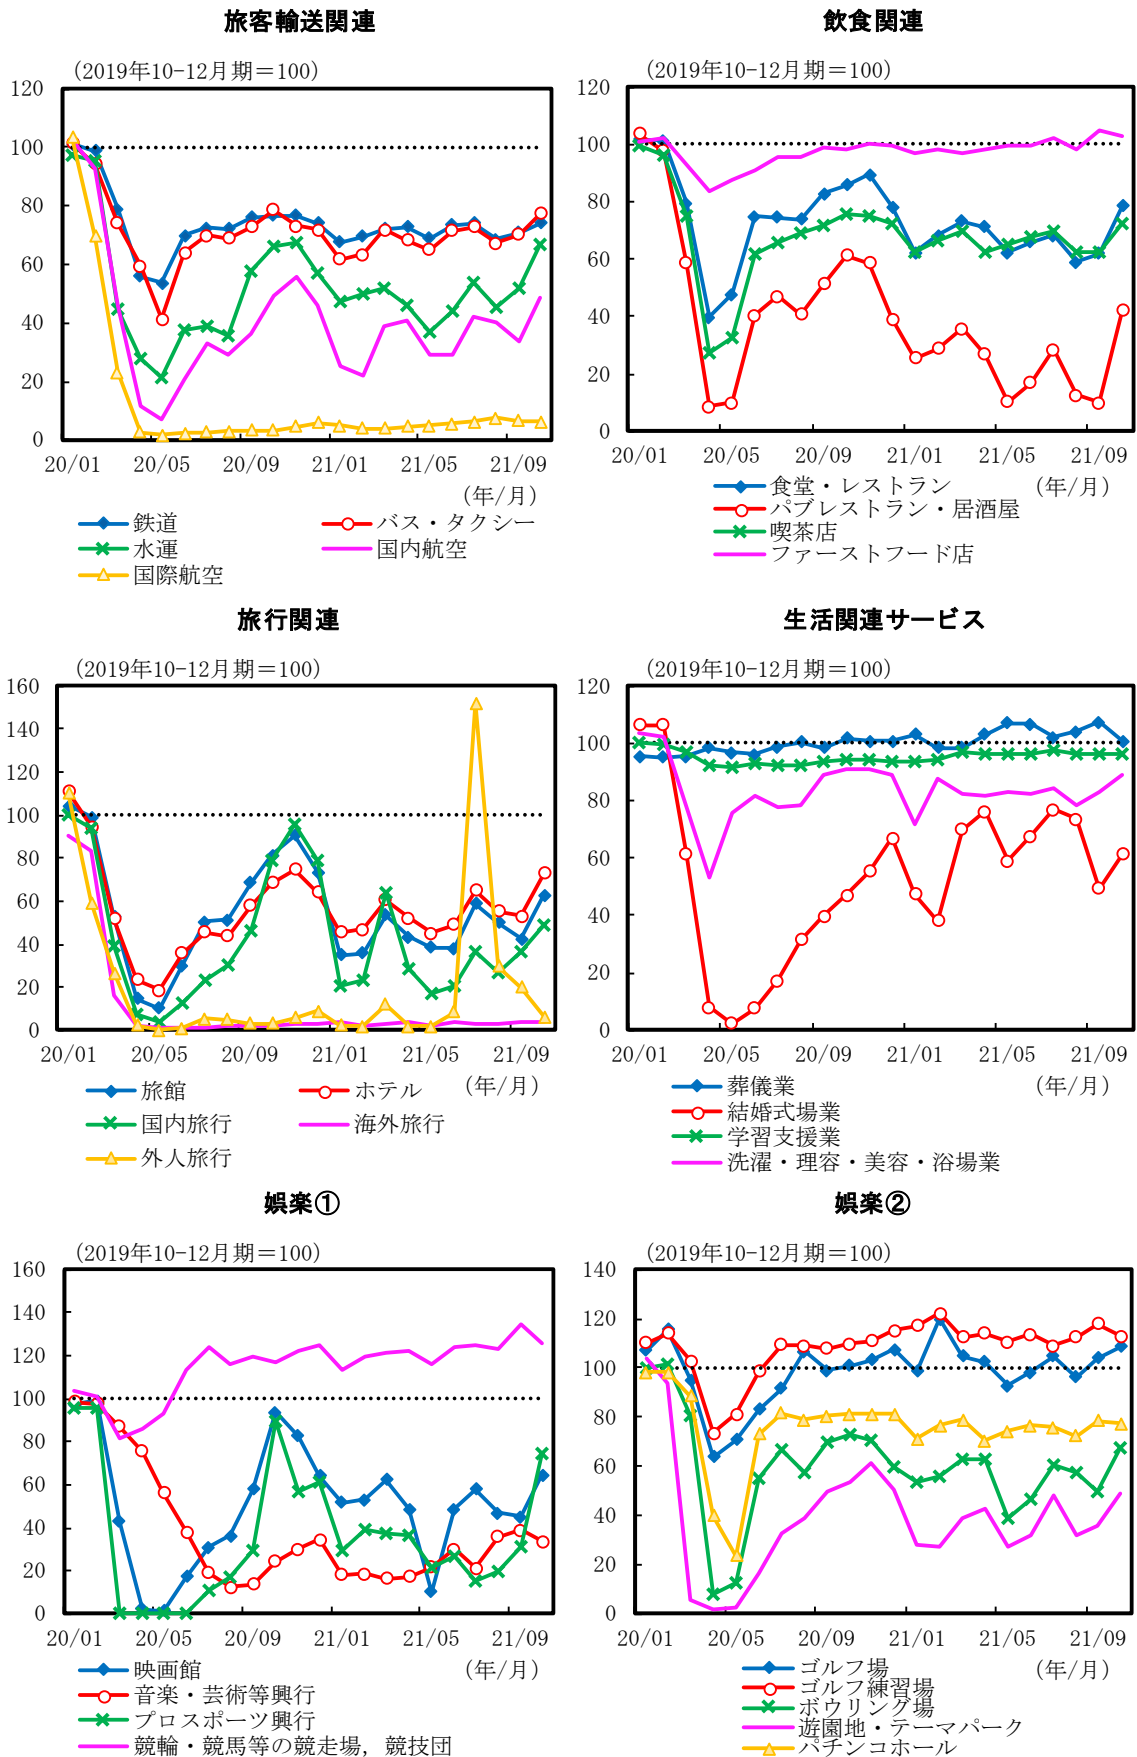 旅客輸送関連
(2019年10-12月期＝100)
120
100
80
60
40
20
0
20/01
20/05
20/09
21/01
21/05
21/09
(年/月)
鉄道
バス・タクシー
水運
国内航空
国際航空
飲食関連
(2019年10-12月期＝100)
120
100
80
60
40
20
0
20/01
20/05
20/09
21/01
21/05
21/09
(年/月)
食堂・レストラン
パブレストラン・居酒屋
喫茶店
ファーストフード店
旅行関連
(2019年10-12月期＝100)
160
140
120
100
80
60
40
20
0
20/01
20/05
20/09
21/01
21/05
21/09
(年/月)
旅館
ホテル
国内旅行
海外旅行
外人旅行
生活関連サービス
(2019年10-12月期＝100)
120
100
80
60
40
20
0
20/01
20/05
20/09
21/01
21/05
21/09
(年/月)
葬儀業
結婚式場業
学習支援業
洗濯・理容・美容・浴場業
娯楽①
(2019年10-12月期＝100)
160
140
120
100
80
60
40
20
0
20/01
20/05
20/09
21/01
21/05
21/09
(年/月)
映画館
音楽・芸術等興行
プロスポーツ興行
競輪・競馬等の競走場，競技団
娯楽②
(2019年10-12月期＝100)
140
120
100
80
60
40
20
0
20/01
20/05
20/09
21/01
21/05
21/09
(年/月)
ゴルフ場
ゴルフ練習場
ボウリング場
遊園地・テーマパーク
パチンコホール